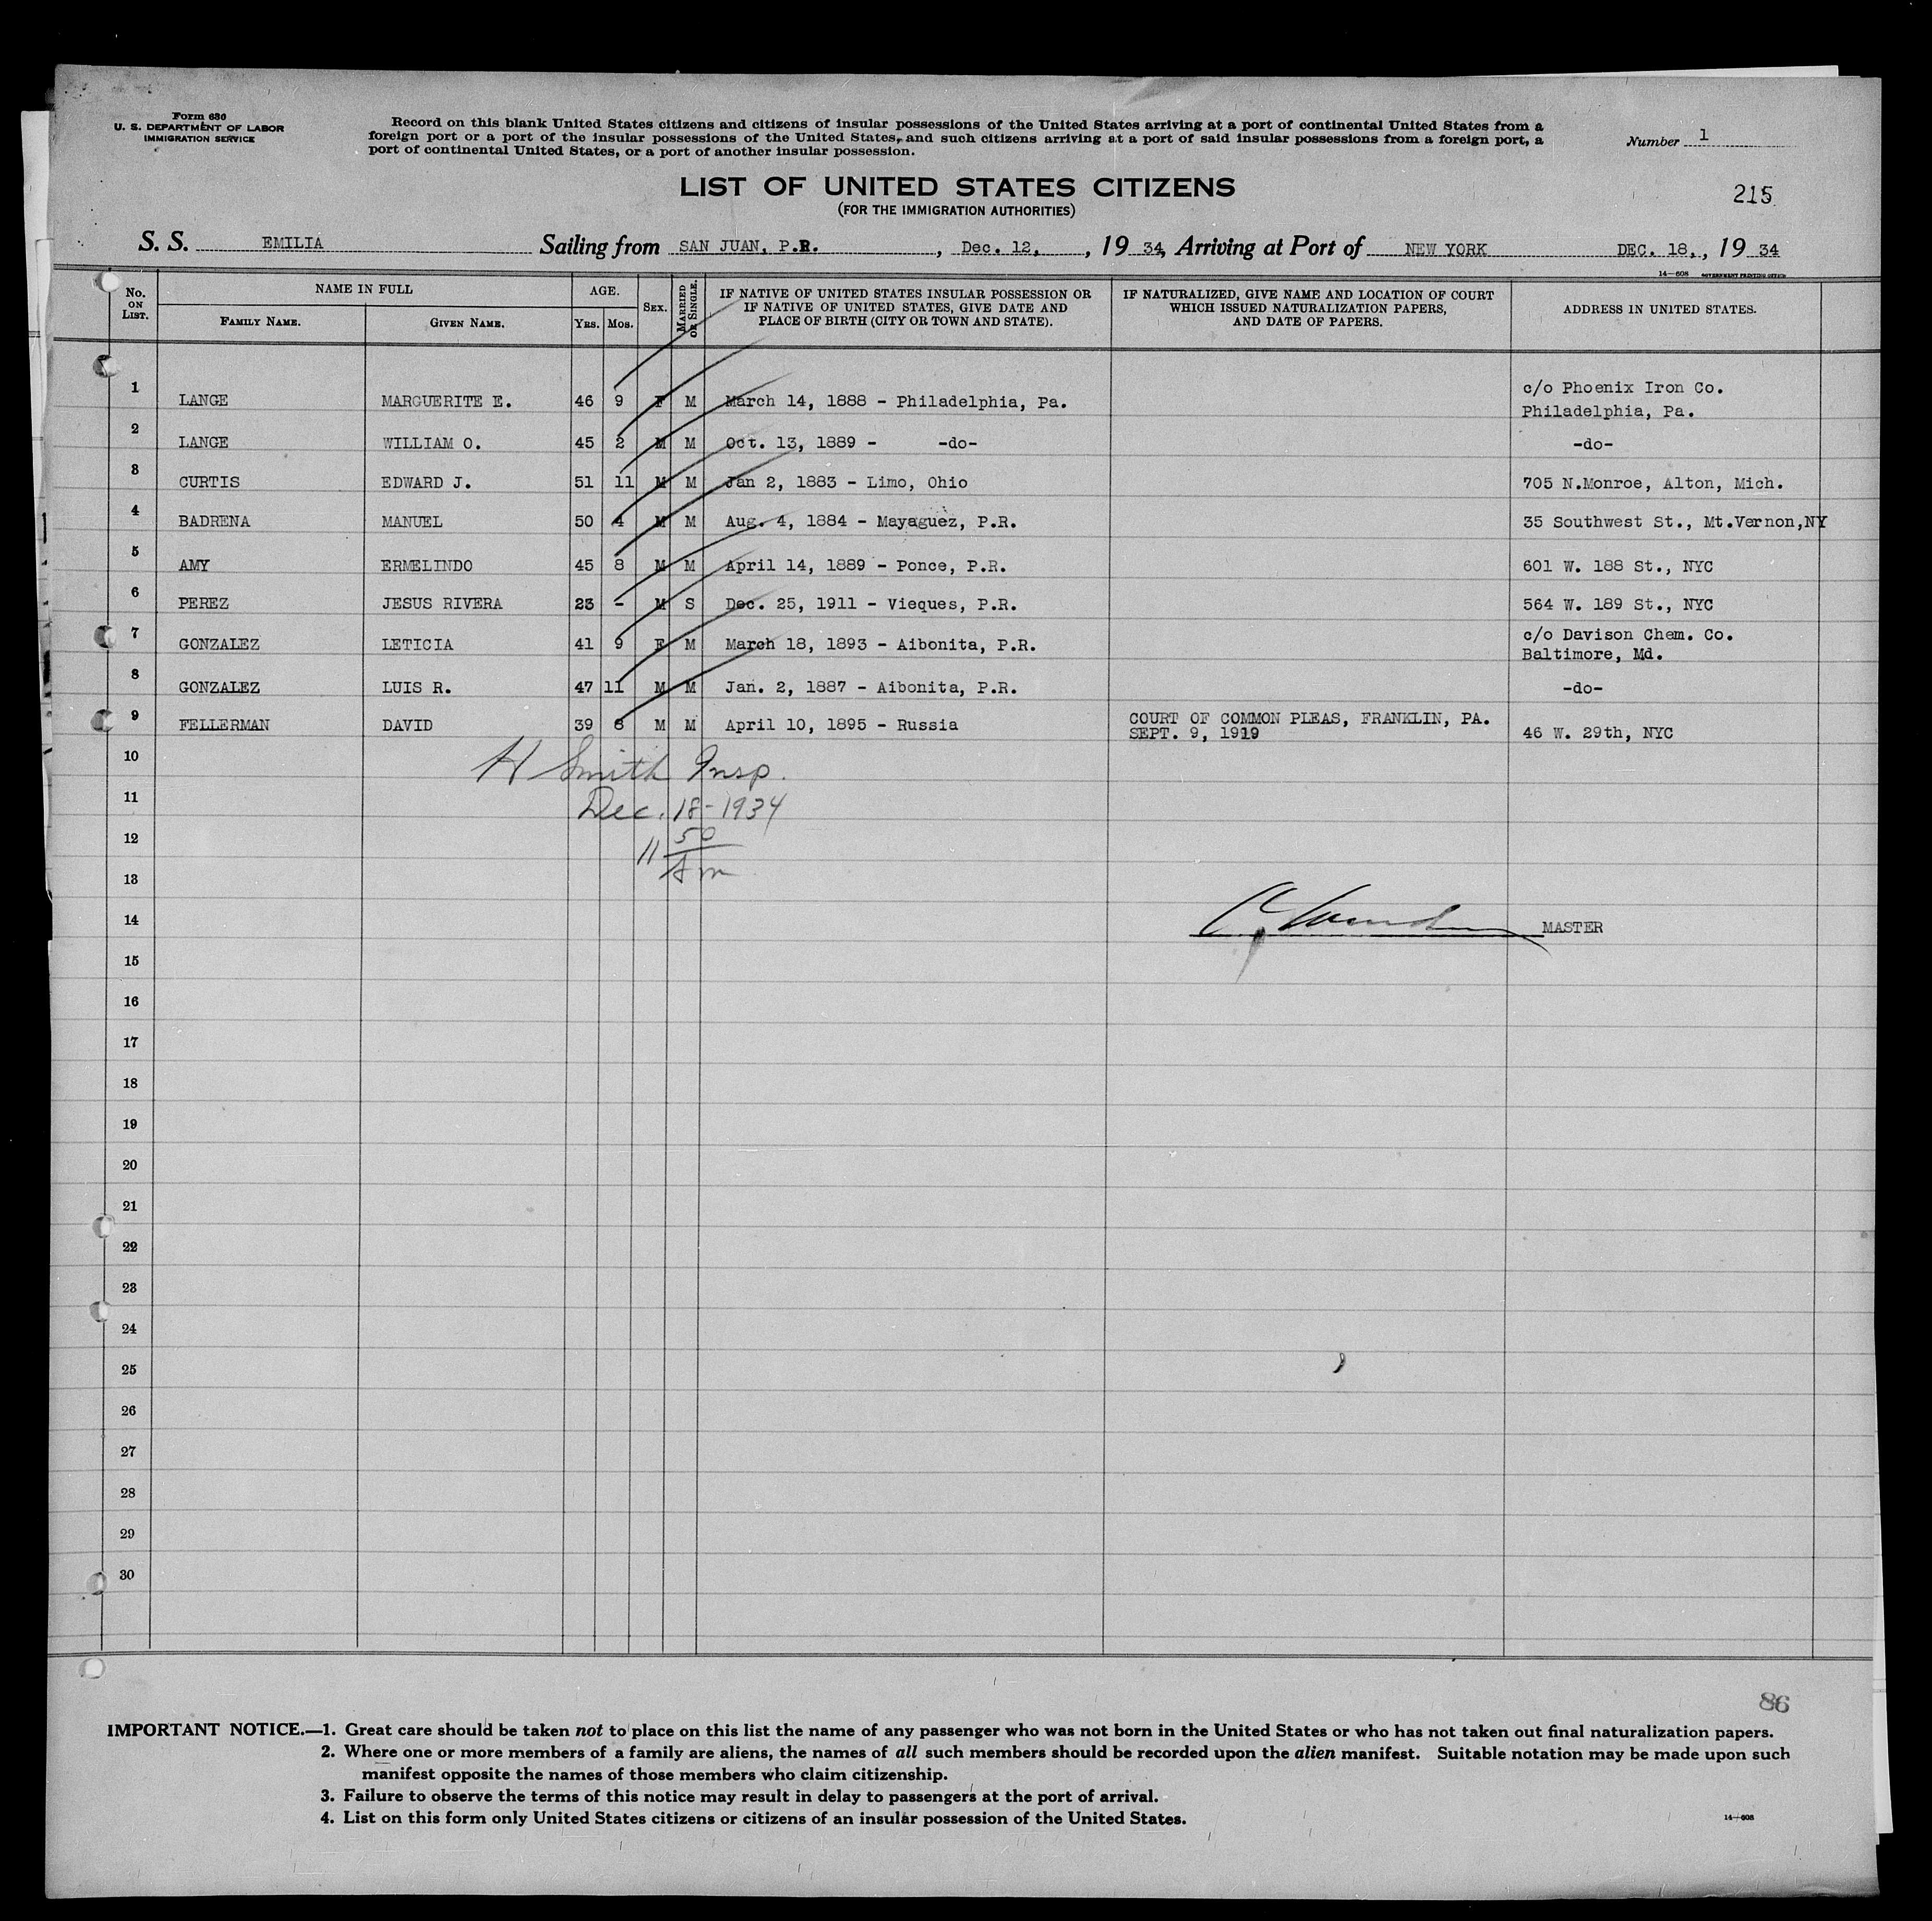 Form 630
U. S. DEPARTMENT OF LABOR
IMMIGRATION SERVICE
Record on this blank United States citizens and citizens of insular possessions of the United States arriving at a port of continental United States from a
foreign port or a port of the insular possessions of the United States, and such citizens arriving at a port of said insular possessions from a foreign port, a
port of continental United States, or a port of another insular possession.
Number 1
LIST OF UNITED STATES CITIZENS
(FOR THE IMMIGRATION AUTHORITIES)
215
S. S. EMILIA Sailing from SAN JUAN, P.R. , Dec. 12, , 19 34, Arriving at Port of NEW YORK DEC. 18, , 19 34
14—608 GOVERNMENT PRINTING OFFICE
No. ON LIST. NAME IN FULL FAMILY NAME. GIVEN NAME. AGE. YRS. MOS. SEX. MARRIED OR SINGLE. IF NATIVE OF UNITED STATES INSULAR POSSESSION OR IF NATIVE OF UNITED STATES, GIVE DATE AND PLACE OF BIRTH (CITY OR TOWN AND STATE). IF NATURALIZED, GIVE NAME AND LOCATION OF COURT WHICH ISSUED NATURALIZATION PAPERS, AND DATE OF PAPERS. ADDRESS IN UNITED STATES.
1 LANGE MARGUERITE E. 46 9 F M March 14, 1888 - Philadelphia, Pa. c/o Phoenix Iron Co. Philadelphia, Pa.
2 LANGE WILLIAM O. 45 2 M M Oct. 13, 1889 - -do- -do-
3 CURTIS EDWARD J. 51 11 M M Jan 2, 1883 - Limo, Ohio 705 N.Monroe, Alton, Mich.
4 BADRENA MANUEL 50 4 M M Aug. 4, 1884 - Mayaguez, P.R. 35 Southwest St., Mt.Vernon,NY
5 AMY ERMELINDO 45 8 M M April 14, 1889 - Ponce, P.R. 601 W. 188 St., NYC
6 PEREZ JESUS RIVERA 23 - M S Dec. 25, 1911 - Vieques, P.R. 564 W. 189 St., NYC
7 GONZALEZ LETICIA 41 9 F M March 18, 1893 - Aibonita, P.R. c/o Davison Chem. Co. Baltimore, Md.
8 GONZALEZ LUIS R. 47 11 M M Jan. 2, 1887 - Aibonita, P.R. -do-
9 FELLERMAN DAVID 39 8 M M April 10, 1895 - Russia COURT OF COMMON PLEAS, FRANKLIN, PA. SEPT. 9, 1919 46 W. 29th, NYC
10
H Smith Insp.
11
Dec. 18-1934
12
11 50
Am
13
14
MASTER
15
16
17
18
19
20
21
22
23
24
25
26
27
28
29
30
86
IMPORTANT NOTICE.—1. Great care should be taken not to place on this list the name of any passenger who was not born in the United States or who has not taken out final naturalization papers.
2. Where one or more members of a family are aliens, the names of all such members should be recorded upon the alien manifest. Suitable notation may be made upon such
manifest opposite the names of those members who claim citizenship.
3. Failure to observe the terms of this notice may result in delay to passengers at the port of arrival.
4. List on this form only United States citizens or citizens of an insular possession of the United States.
14—608